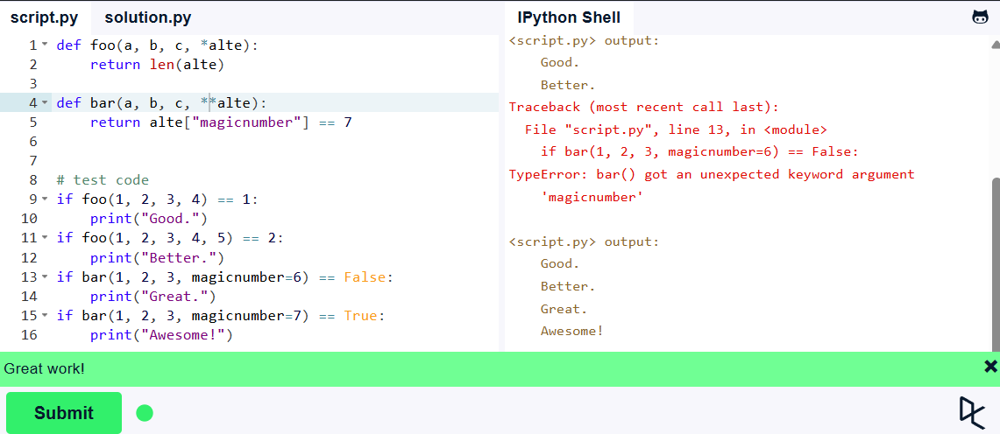 script.py solution.py
1 def foo(a, b, c, *alte):
2     return len(alte)
3
4 def bar(a, b, c, **alte):
5     return alte["magicnumber"] == 7
6
7
8 # test code
9 if foo(1, 2, 3, 4) == 1:
10     print("Good.")
11 if foo(1, 2, 3, 4, 5) == 2:
12     print("Better.")
13 if bar(1, 2, 3, magicnumber=6) == False:
14     print("Great.")
15 if bar(1, 2, 3, magicnumber=7) == True:
16     print("Awesome!")
IPython Shell
<script.py> output:
    Good.
    Better.
Traceback (most recent call last):
  File "script.py", line 13, in <module>
    if bar(1, 2, 3, magicnumber=6) == False:
TypeError: bar() got an unexpected keyword argument
    'magicnumber'
<script.py> output:
    Good.
    Better.
    Great.
    Awesome!
Great work!
Submit